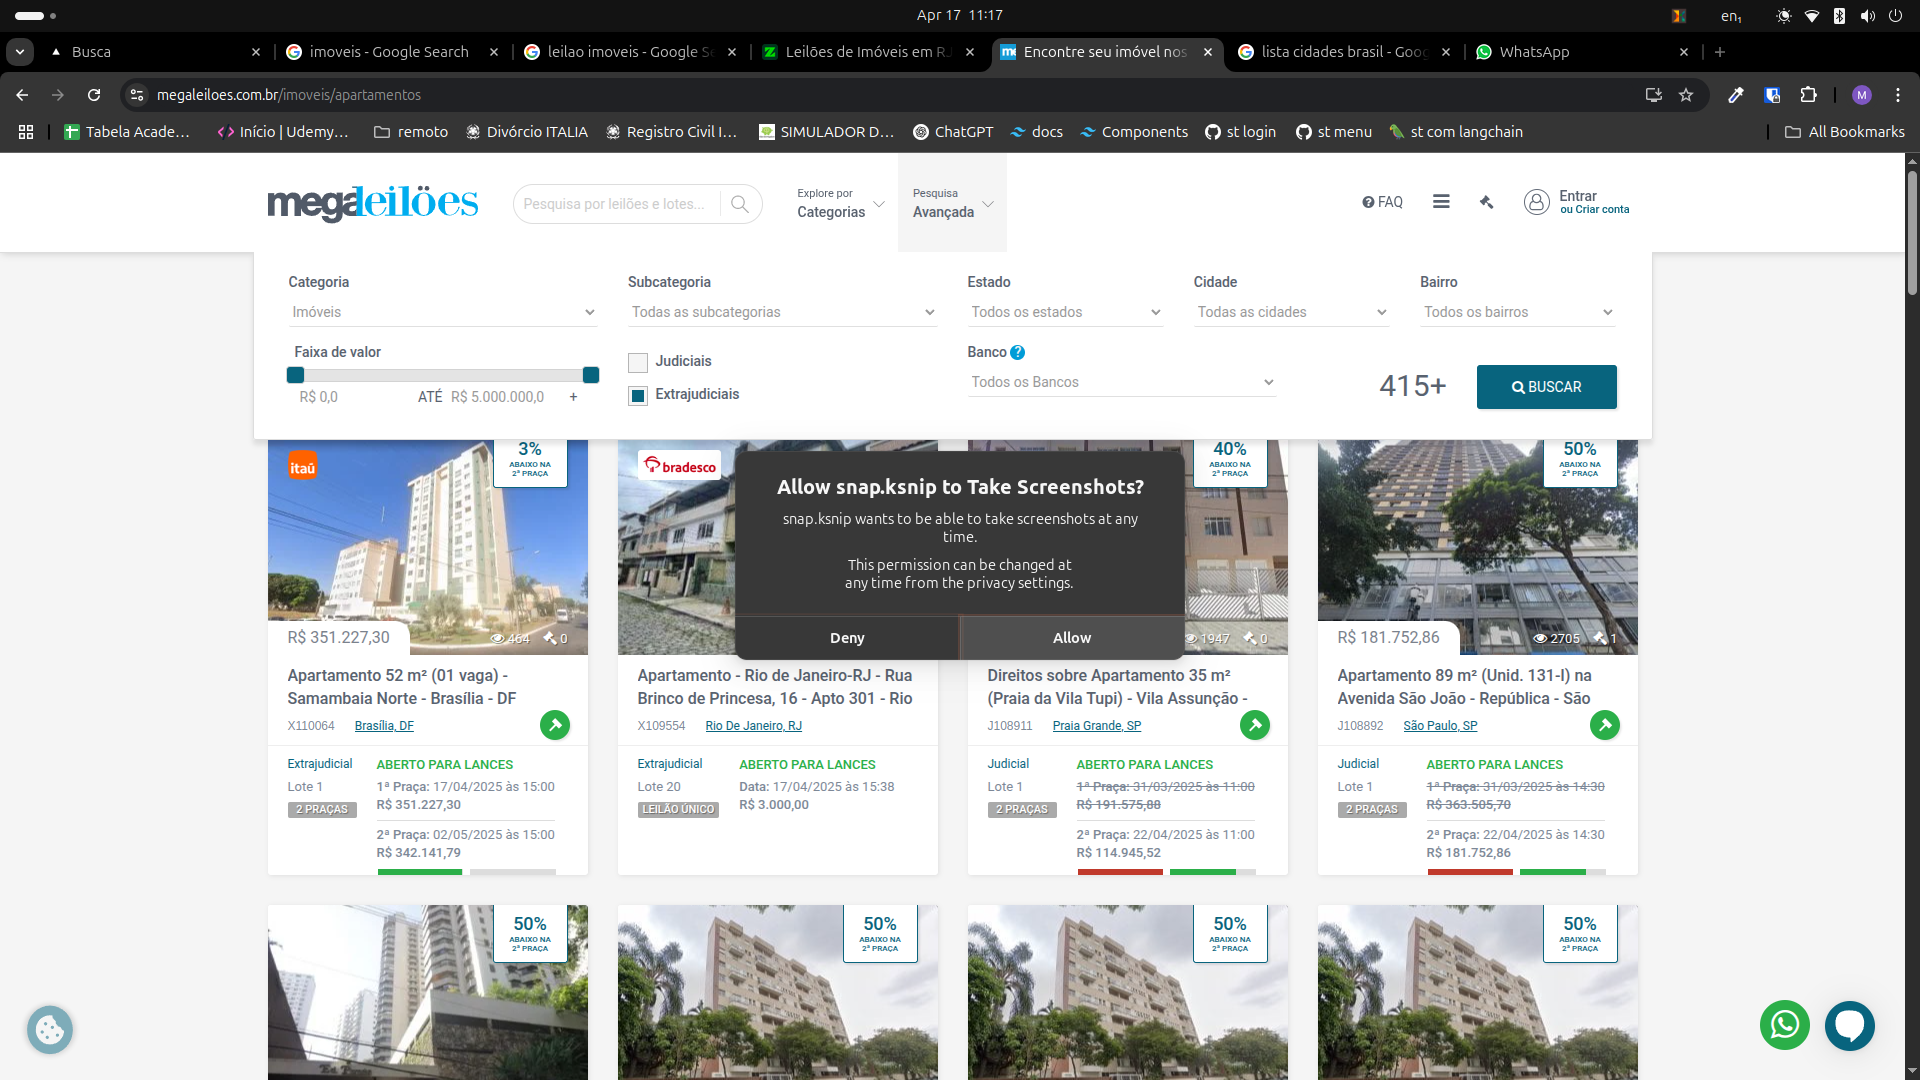 Apr 17 11:17
en₁
Busca
imoveis - Google Search
leilao imoveis - Google Se
Leilões de Imóveis em RJ
Encontre seu imóvel nos
lista cidades brasil - Goog
WhatsApp
megaleiloes.com.br/imoveis/apartamentos
M
Tabela Acade...
Início | Udemy...
remoto
Divórcio ITALIA
Registro Civil I...
SIMULADOR D...
ChatGPT
docs
Components
st login
st menu
st com langchain
All Bookmarks
megaleilões
Pesquisa por leilões e lotes...
Explore por
Categorias
Pesquisa
Avançada
FAQ
Entrar
ou Criar conta
Categoria
Subcategoria
Estado
Cidade
Bairro
Imóveis
Todas as subcategorias
Todos os estados
Todas as cidades
Todos os bairros
Faixa de valor
Judiciais
Banco ?
R$ 0,0
ATÉ
R$ 5.000.000,0
+
Extrajudiciais
Todos os Bancos
415+
BUSCAR
itaú
3%
ABAIXO NA
2ª PRAÇA
bradesco
40%
ABAIXO NA
2ª PRAÇA
50%
ABAIXO NA
2ª PRAÇA
Allow snap.ksnip to Take Screenshots?
snap.ksnip wants to be able to take screenshots at any
time.
This permission can be changed at
any time from the privacy settings.
Deny
Allow
R$ 351.227,30
464
0
1947
0
R$ 181.752,86
2705
1
Apartamento 52 m² (01 vaga) -
Samambaia Norte - Brasília - DF
X110064
Brasília, DF
Extrajudicial
ABERTO PARA LANCES
Lote 1
1ª Praça: 17/04/2025 às 15:00
2 PRAÇAS
R$ 351.227,30
2ª Praça: 02/05/2025 às 15:00
R$ 342.141,79
Apartamento - Rio de Janeiro-RJ - Rua
Brinco de Princesa, 16 - Apto 301 - Rio
X109554
Rio De Janeiro, RJ
Extrajudicial
ABERTO PARA LANCES
Lote 20
Data: 17/04/2025 às 15:38
LEILÃO ÚNICO
R$ 3.000,00
Direitos sobre Apartamento 35 m²
(Praia da Vila Tupi) - Vila Assunção -
J108911
Praia Grande, SP
Judicial
ABERTO PARA LANCES
Lote 1
1ª Praça: 31/03/2025 às 11:00
2 PRAÇAS
R$ 191.575,88
2ª Praça: 22/04/2025 às 11:00
R$ 114.945,52
Apartamento 89 m² (Unid. 131-I) na
Avenida São João - República - São
J108892
São Paulo, SP
Judicial
ABERTO PARA LANCES
Lote 1
1ª Praça: 31/03/2025 às 14:30
2 PRAÇAS
R$ 363.505,70
2ª Praça: 22/04/2025 às 14:30
R$ 181.752,86
50%
ABAIXO NA
2ª PRAÇA
50%
ABAIXO NA
2ª PRAÇA
50%
ABAIXO NA
2ª PRAÇA
50%
ABAIXO NA
2ª PRAÇA